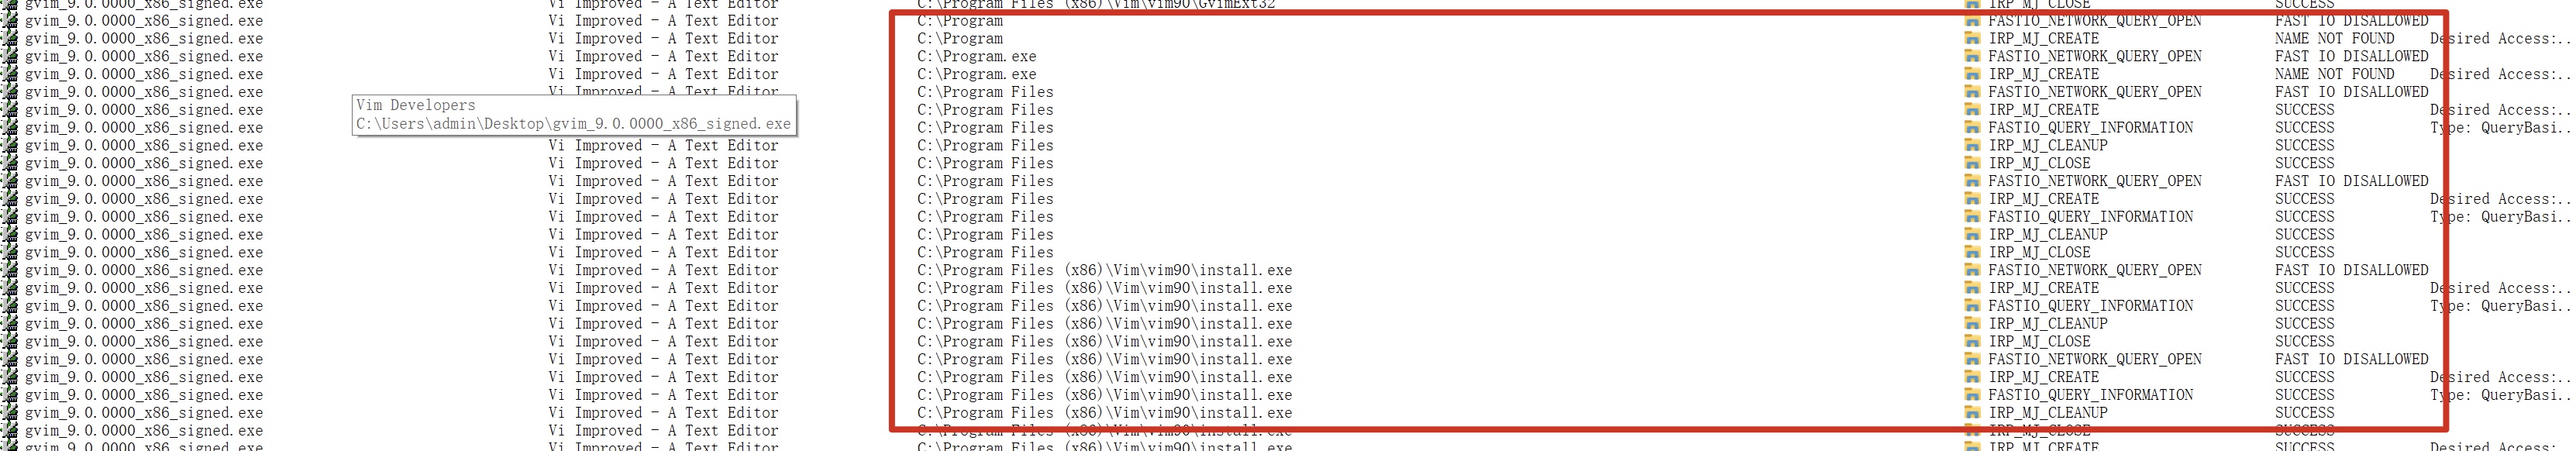 gvim_9.0.0000_x86_signed.exe Vi Improved - A Text Editor C:\Program Files (x86)\Vim\vim90\GvimExt32 IRP_MJ_CLOSE SUCCESS
gvim_9.0.0000_x86_signed.exe Vi Improved - A Text Editor C:\Program FASTIO_NETWORK_QUERY_OPEN FAST IO DISALLOWED
gvim_9.0.0000_x86_signed.exe Vi Improved - A Text Editor C:\Program IRP_MJ_CREATE NAME NOT FOUND Desired Access:..
gvim_9.0.0000_x86_signed.exe Vi Improved - A Text Editor C:\Program.exe FASTIO_NETWORK_QUERY_OPEN FAST IO DISALLOWED
gvim_9.0.0000_x86_signed.exe Vi Improved - A Text Editor C:\Program.exe IRP_MJ_CREATE NAME NOT FOUND Desired Access:..
gvim_9.0.0000_x86_signed.exe Vi Improved - A Text Editor C:\Program Files FASTIO_NETWORK_QUERY_OPEN FAST IO DISALLOWED
gvim_9.0.0000_x86_signed.exe Vim Developers C:\Program Files IRP_MJ_CREATE SUCCESS Desired Access:..
gvim_9.0.0000_x86_signed.exe C:\Users\admin\Desktop\gvim_9.0.0000_x86_signed.exe C:\Program Files FASTIO_QUERY_INFORMATION SUCCESS Type: QueryBasi..
gvim_9.0.0000_x86_signed.exe Vi Improved - A Text Editor C:\Program Files IRP_MJ_CLEANUP SUCCESS
gvim_9.0.0000_x86_signed.exe Vi Improved - A Text Editor C:\Program Files IRP_MJ_CLOSE SUCCESS
gvim_9.0.0000_x86_signed.exe Vi Improved - A Text Editor C:\Program Files FASTIO_NETWORK_QUERY_OPEN FAST IO DISALLOWED
gvim_9.0.0000_x86_signed.exe Vi Improved - A Text Editor C:\Program Files IRP_MJ_CREATE SUCCESS Desired Access:..
gvim_9.0.0000_x86_signed.exe Vi Improved - A Text Editor C:\Program Files FASTIO_QUERY_INFORMATION SUCCESS Type: QueryBasi..
gvim_9.0.0000_x86_signed.exe Vi Improved - A Text Editor C:\Program Files IRP_MJ_CLEANUP SUCCESS
gvim_9.0.0000_x86_signed.exe Vi Improved - A Text Editor C:\Program Files IRP_MJ_CLOSE SUCCESS
gvim_9.0.0000_x86_signed.exe Vi Improved - A Text Editor C:\Program Files (x86)\Vim\vim90\install.exe FASTIO_NETWORK_QUERY_OPEN FAST IO DISALLOWED
gvim_9.0.0000_x86_signed.exe Vi Improved - A Text Editor C:\Program Files (x86)\Vim\vim90\install.exe IRP_MJ_CREATE SUCCESS Desired Access:..
gvim_9.0.0000_x86_signed.exe Vi Improved - A Text Editor C:\Program Files (x86)\Vim\vim90\install.exe FASTIO_QUERY_INFORMATION SUCCESS Type: QueryBasi..
gvim_9.0.0000_x86_signed.exe Vi Improved - A Text Editor C:\Program Files (x86)\Vim\vim90\install.exe IRP_MJ_CLEANUP SUCCESS
gvim_9.0.0000_x86_signed.exe Vi Improved - A Text Editor C:\Program Files (x86)\Vim\vim90\install.exe IRP_MJ_CLOSE SUCCESS
gvim_9.0.0000_x86_signed.exe Vi Improved - A Text Editor C:\Program Files (x86)\Vim\vim90\install.exe FASTIO_NETWORK_QUERY_OPEN FAST IO DISALLOWED
gvim_9.0.0000_x86_signed.exe Vi Improved - A Text Editor C:\Program Files (x86)\Vim\vim90\install.exe IRP_MJ_CREATE SUCCESS Desired Access:..
gvim_9.0.0000_x86_signed.exe Vi Improved - A Text Editor C:\Program Files (x86)\Vim\vim90\install.exe FASTIO_QUERY_INFORMATION SUCCESS Type: QueryBasi..
gvim_9.0.0000_x86_signed.exe Vi Improved - A Text Editor C:\Program Files (x86)\Vim\vim90\install.exe IRP_MJ_CLEANUP SUCCESS
gvim_9.0.0000_x86_signed.exe Vi Improved - A Text Editor C:\Program Files (x86)\Vim\vim90\install.exe IRP_MJ_CLOSE SUCCESS
gvim_9.0.0000_x86_signed.exe Vi Improved - A Text Editor C:\Program Files (x86)\Vim\vim90\install.exe IRP_MJ_CREATE SUCCESS Desired Access:..